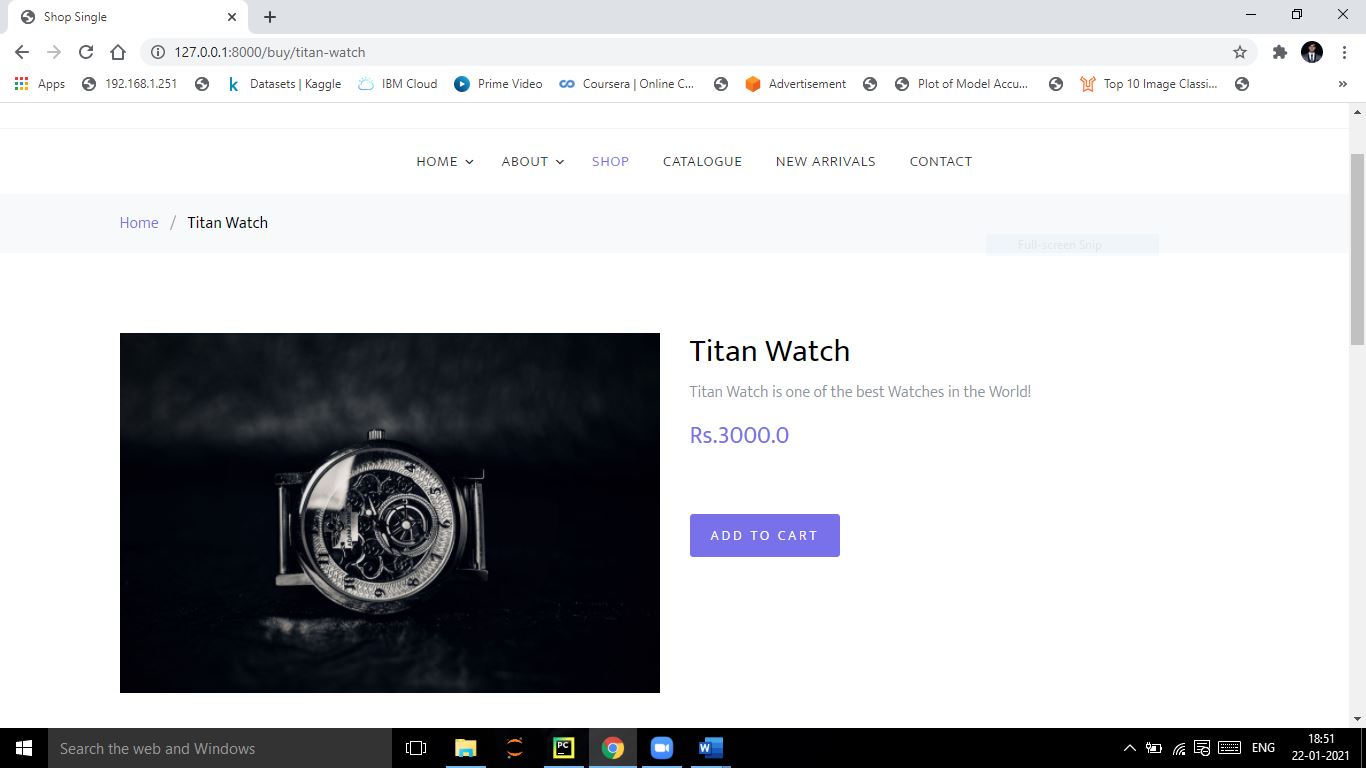 Shop Single
127.0.0.1:8000/buy/titan-watch
Apps 192.168.1.251 Datasets | Kaggle IBM Cloud Prime Video Coursera | Online C... Advertisement Plot of Model Accu... Top 10 Image Classi... »
HOME ABOUT SHOP CATALOGUE NEW ARRIVALS CONTACT
Home / Titan Watch
Full-screen Snip
Titan Watch
Titan Watch is one of the best Watches in the World!
Rs.3000.0
ADD TO CART
Search the web and Windows
PC
W
ENG
18:51
22-01-2021